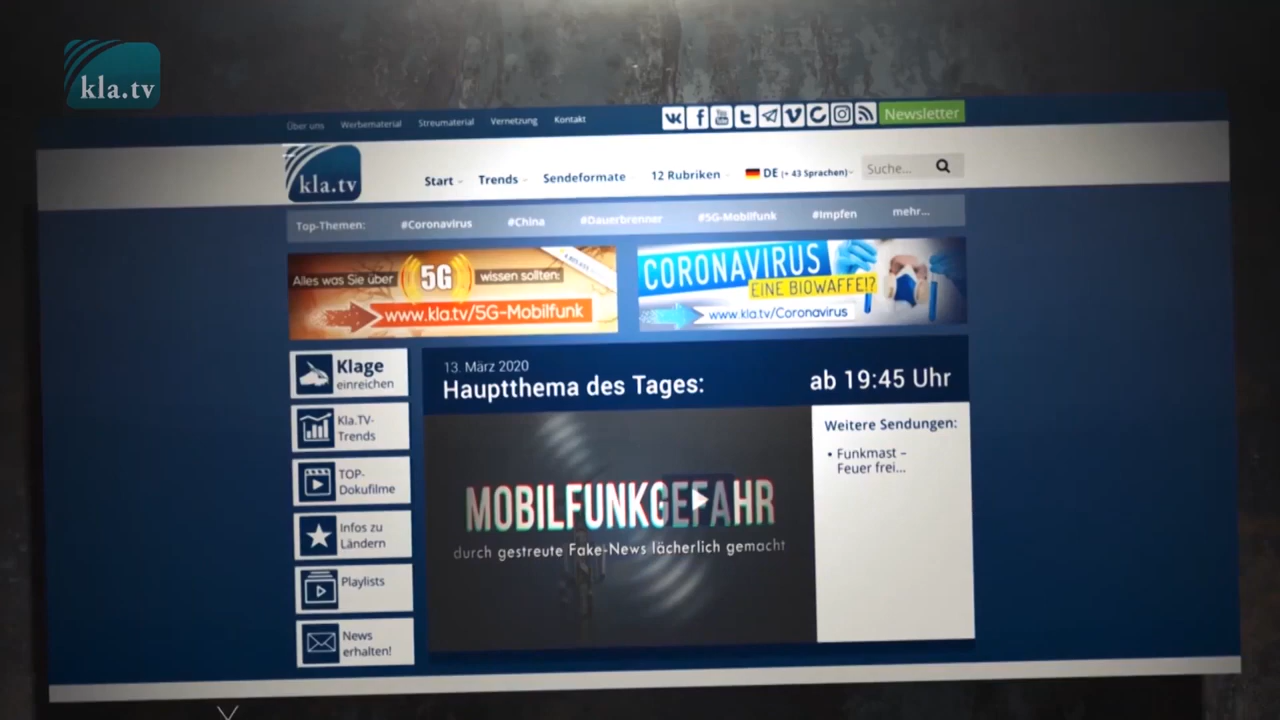 kla.tv
Über uns Werbematerial Streumaterial Vernetzung Kontakt
Newsletter
kla.tv
Start Trends Sendeformate 12 Rubriken DE (+ 43 Sprachen) Suche...
Top-Themen: #Coronavirus #China #Dauerbrenner #5G-Mobilfunk #Impfen mehr...
Alles was Sie über 5G wissen sollten:
www.kla.tv/5G-Mobilfunk
CORONAVIRUS
EINE BIOWAFFE!?
www.kla.tv/Coronavirus
Klage
einreichen
Kla.TV-
Trends
TOP-
Dokufilme
Infos zu
Ländern
Playlists
News
erhalten!
13. März 2020
Hauptthema des Tages: ab 19:45 Uhr
MOBILFUNKGEFAHR
durch gestreute Fake-News lächerlich gemacht
Weitere Sendungen:
• Funkmast –
Feuer frei...